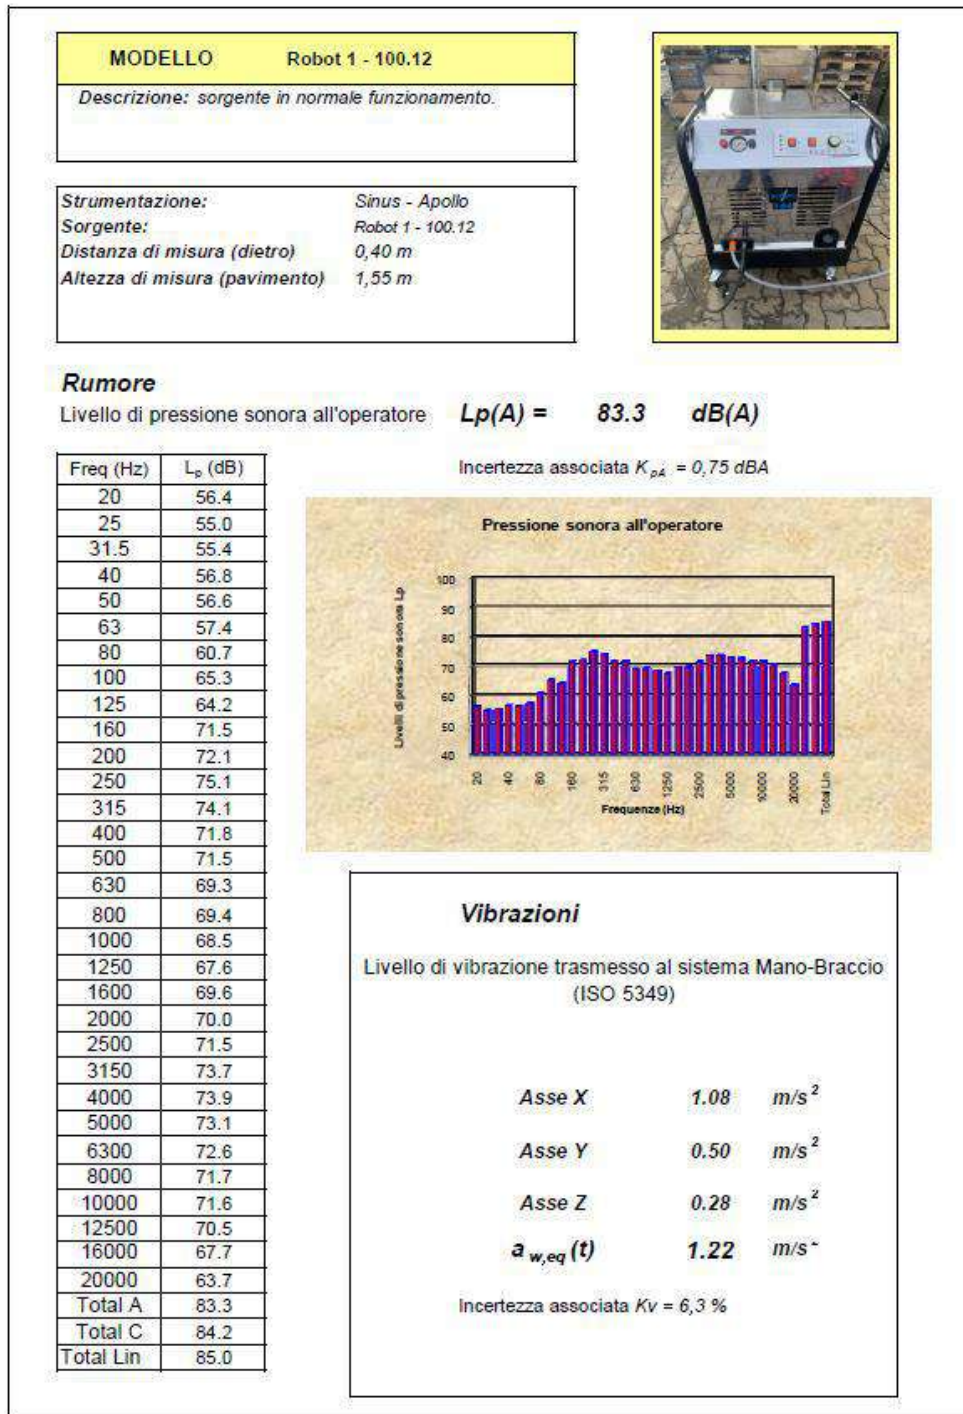 MODELLO Robot 1 - 100.12
Descrizione: sorgente in normale funzionamento.
Strumentazione: Sinus - Apollo
Sorgente: Robot 1 - 100.12
Distanza di misura (dietro) 0,40 m
Altezza di misura (pavimento) 1,55 m
Rumore
Livello di pressione sonora all'operatore Lp(A) = 83.3 dB(A)
Incertezza associata K pA = 0,75 dBA
Freq (Hz) Lp (dB)
20 56.4
25 55.0
31.5 55.4
40 56.8
50 56.6
63 57.4
80 60.7
100 65.3
125 64.2
160 71.5
200 72.1
250 75.1
315 74.1
400 71.8
500 71.5
630 69.3
800 69.4
1000 68.5
1250 67.6
1600 69.6
2000 70.0
2500 71.5
3150 73.7
4000 73.9
5000 73.1
6300 72.6
8000 71.7
10000 71.6
12500 70.5
16000 67.7
20000 63.7
Total A 83.3
Total C 84.2
Total Lin 85.0
Pressione sonora all'operatore
Livelli di pressione sonora Lp
100
90
80
70
60
50
40
20 40 80 160 315 630 1250 2500 5000 10000 20000 Total Lin
Frequenze (Hz)
Vibrazioni
Livello di vibrazione trasmesso al sistema Mano-Braccio
(ISO 5349)
Asse X 1.08 m/s²
Asse Y 0.50 m/s²
Asse Z 0.28 m/s²
a w,eq (t) 1.22 m/s²
Incertezza associata Kv = 6,3 %